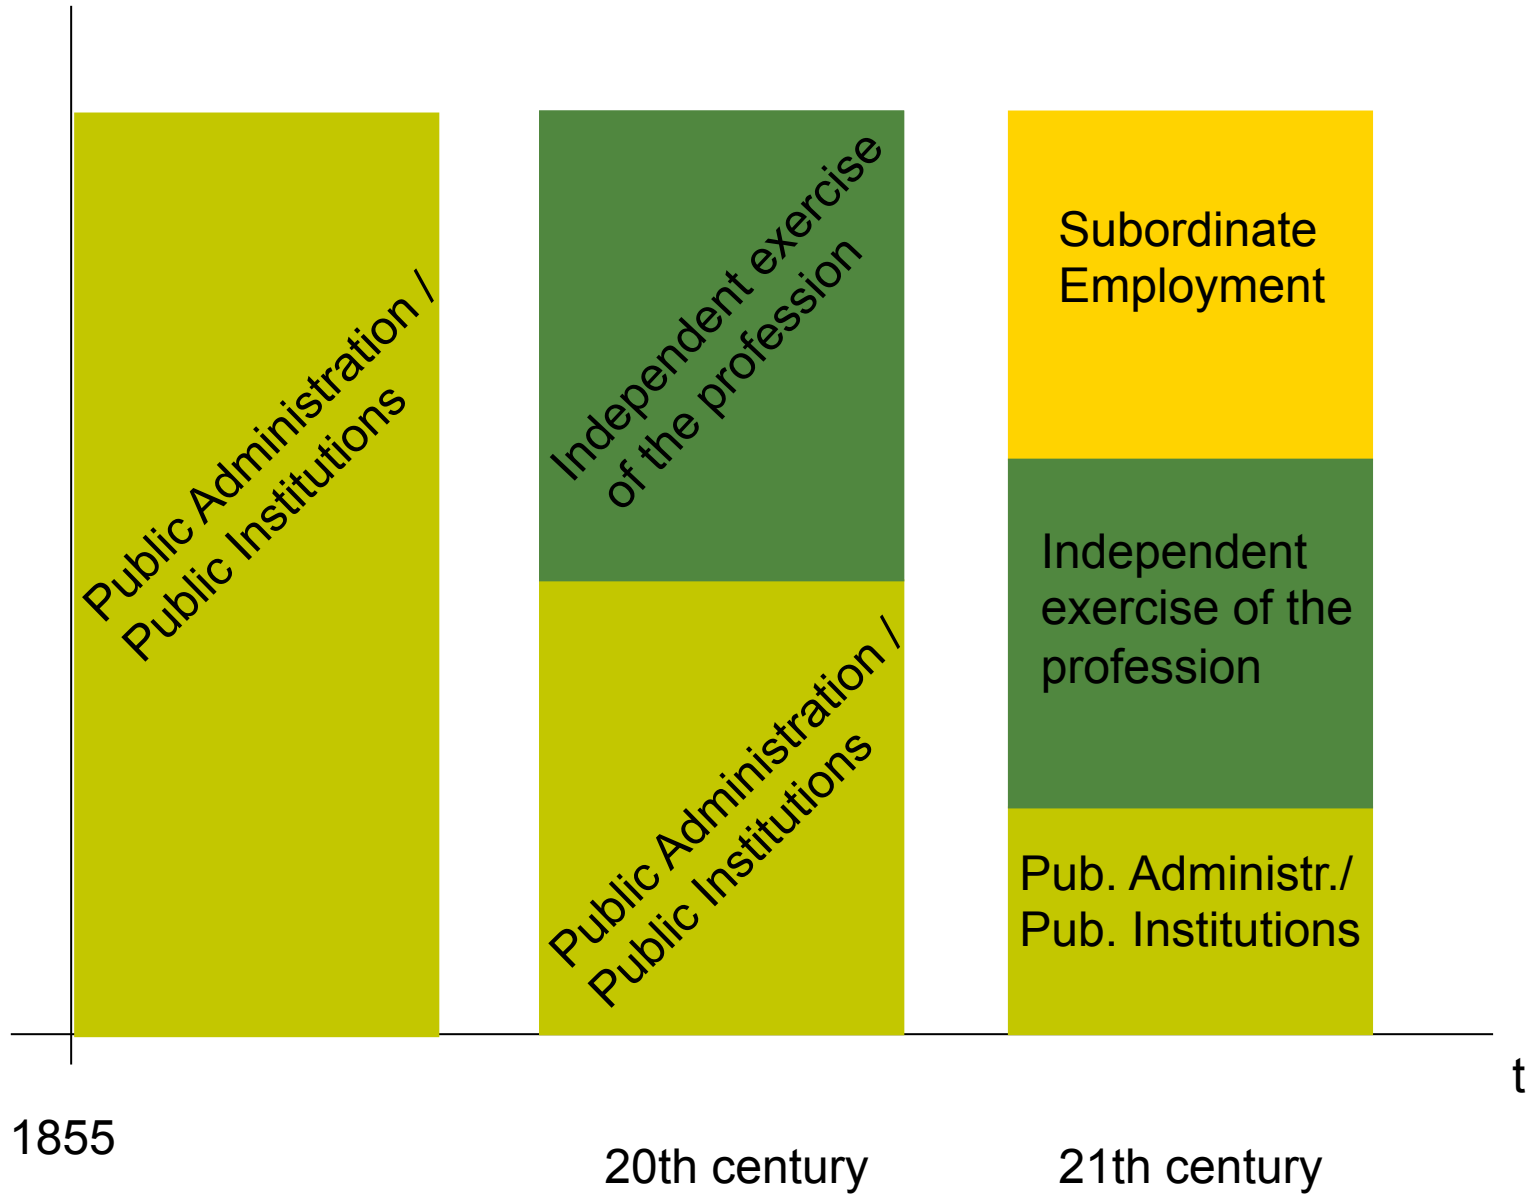 Public Administration /
Public Institutions
Independent exercise
of the profession
Public Administration /
Public Institutions
Subordinate
Employment
Independent
exercise of the
profession
Pub. Administr./
Pub. Institutions
t
1855
20th century
21th century